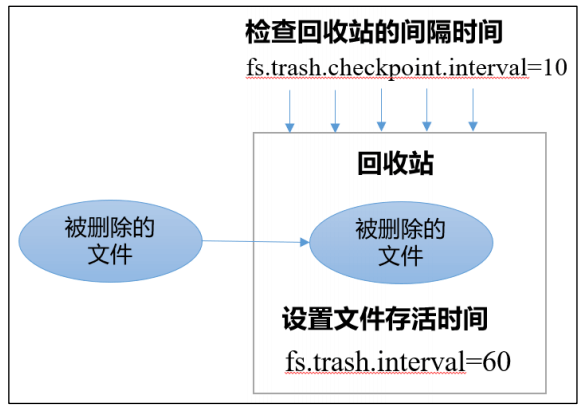 检查回收站的间隔时间
fs.trash.checkpoint.interval=10
回收站
被删除的
文件
被删除的
文件
设置文件存活时间
fs.trash.interval=60